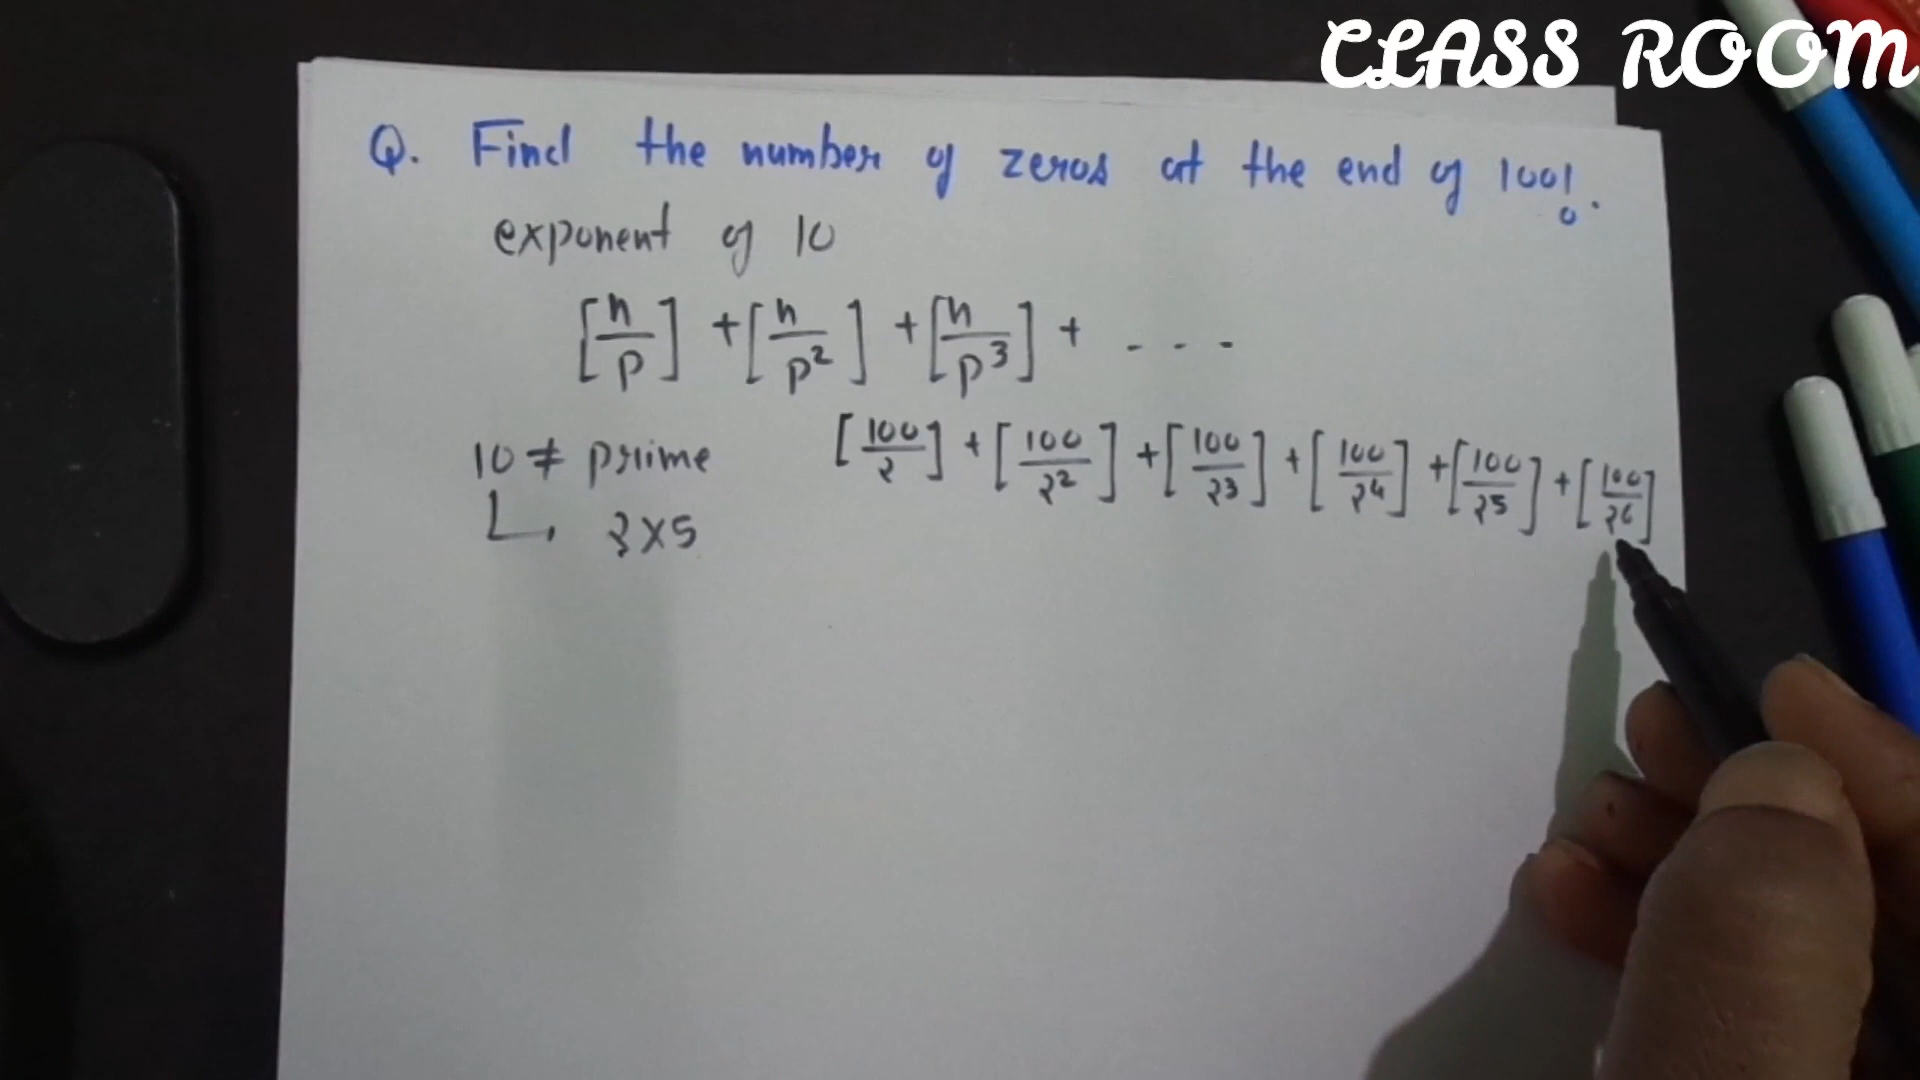 CLASS ROOM
Q. Find the number of zeros at the end of 100!.
exponent of 10
[n/p] + [n/p²] + [n/p³] + - - -
10 ≠ prime [100/2] + [100/2²] + [100/2³] + [100/2⁴] + [100/2⁵] + [100/2⁶]
2×5